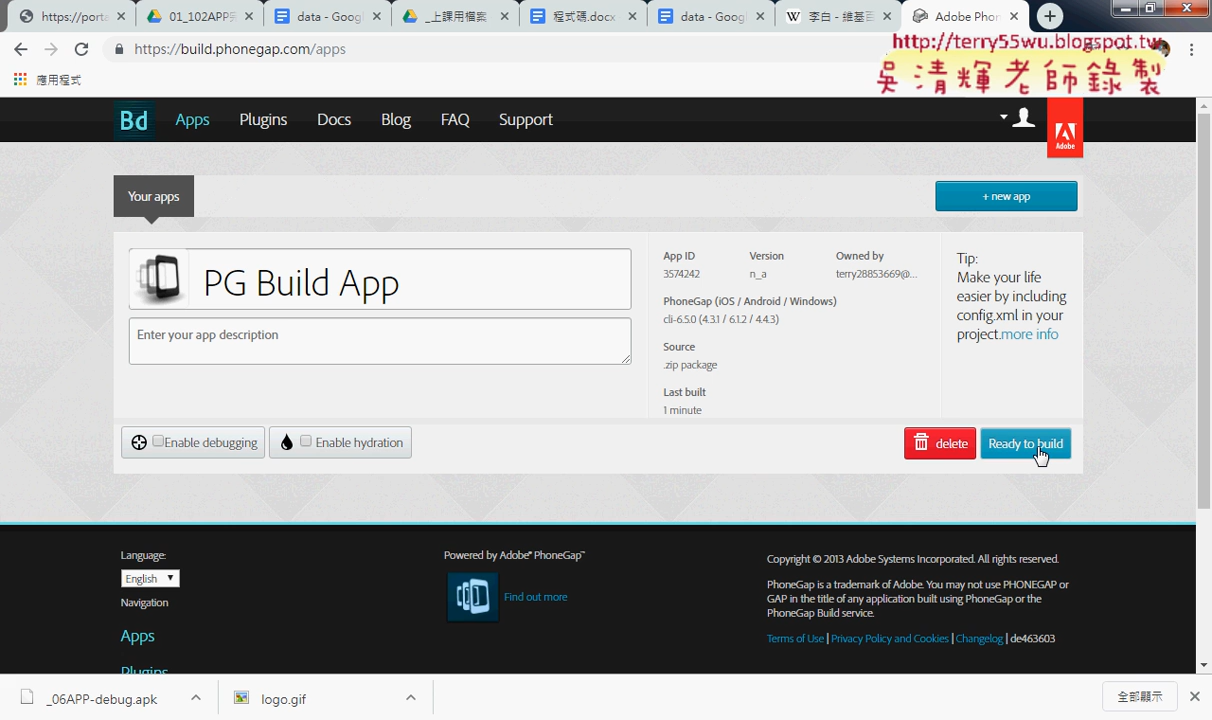 https://porta
01_102APP
data - Googl
_上課用檔案
程式碼.docx
data - Googl
李白 - 維基百
Adobe Phon
https://build.phonegap.com/apps
http://terry55wu.blogspot.tw
吳清輝老師錄製
應用程式
Bd
Apps
Plugins
Docs
Blog
FAQ
Support
Adobe
Your apps
+ new app
PG Build App
Enter your app description
App ID
Version
Owned by
3574242
n_a
terry28853669@...
PhoneGap (iOS / Android / Windows)
cli-6.5.0 (4.3.1 / 6.1.2 / 4.4.3)
Source
.zip package
Last built
1 minute
Tip:
Make your life
easier by including
config.xml in your
project.more info
Enable debugging
Enable hydration
delete
Ready to build
Language:
English
Navigation
Apps
Plugins
Powered by Adobe® PhoneGap™
Find out more
Copyright © 2013 Adobe Systems Incorporated. All rights reserved.
PhoneGap is a trademark of Adobe. You may not use PHONEGAP or
GAP in the title of any application built using PhoneGap or the
PhoneGap Build service.
Terms of Use | Privacy Policy and Cookies | Changelog | de463603
_06APP-debug.apk
logo.gif
全部顯示